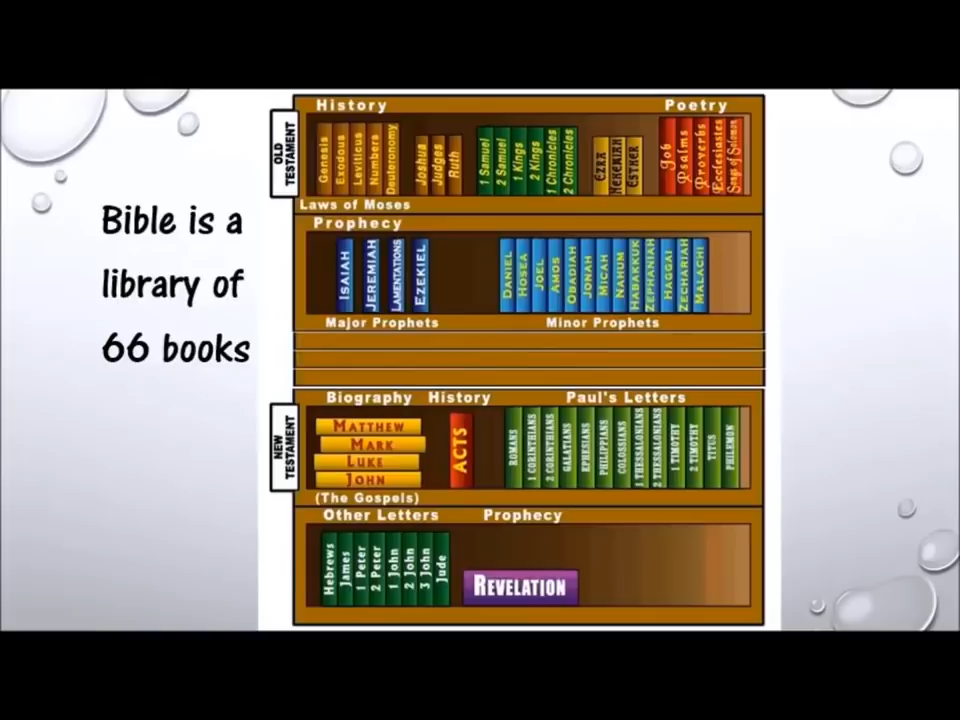 Bible is a
library of
66 books
OLD
TESTAMENT
History
Poetry
Genesis
Exodous
Leviticus
Numbers
Deuteronomy
Joshua
Judges
Ruth
1 Samuel
2 Samuel
1 Kings
2 Kings
1 Chronicles
2 Chronicles
EZRA
NEHEMIAH
ESTHER
Job
Psalms
Proverbs
Ecclesiastes
Songs of Solomon
Laws of Moses
Prophecy
ISAIAH
JEREMIAH
LAMENTATIONS
EZEKIEL
DANIEL
HOSEA
JOEL
AMOS
OBADIAH
JONAH
MICAH
NAHUM
HABAKKUK
ZEPHANIAH
HAGGAI
ZECHARIAH
MALACHI
Major Prophets
Minor Prophets
NEW
TESTAMENT
Biography
History
Paul's Letters
MATTHEW
MARK
LUKE
JOHN
ACTS
ROMANS
1 CORINTHIANS
2 CORINTHIANS
GALATIANS
EPHESIANS
PHILIPPIANS
COLOSSIANS
1 THESSALONIANS
2 THESSALONIANS
1 TIMOTHY
2 TIMOTHY
TITUS
PHILEMON
(The Gospels)
Other Letters
Prophecy
Hebrews
James
1 Peter
2 Peter
1 John
2 John
3 John
Jude
REVELATION